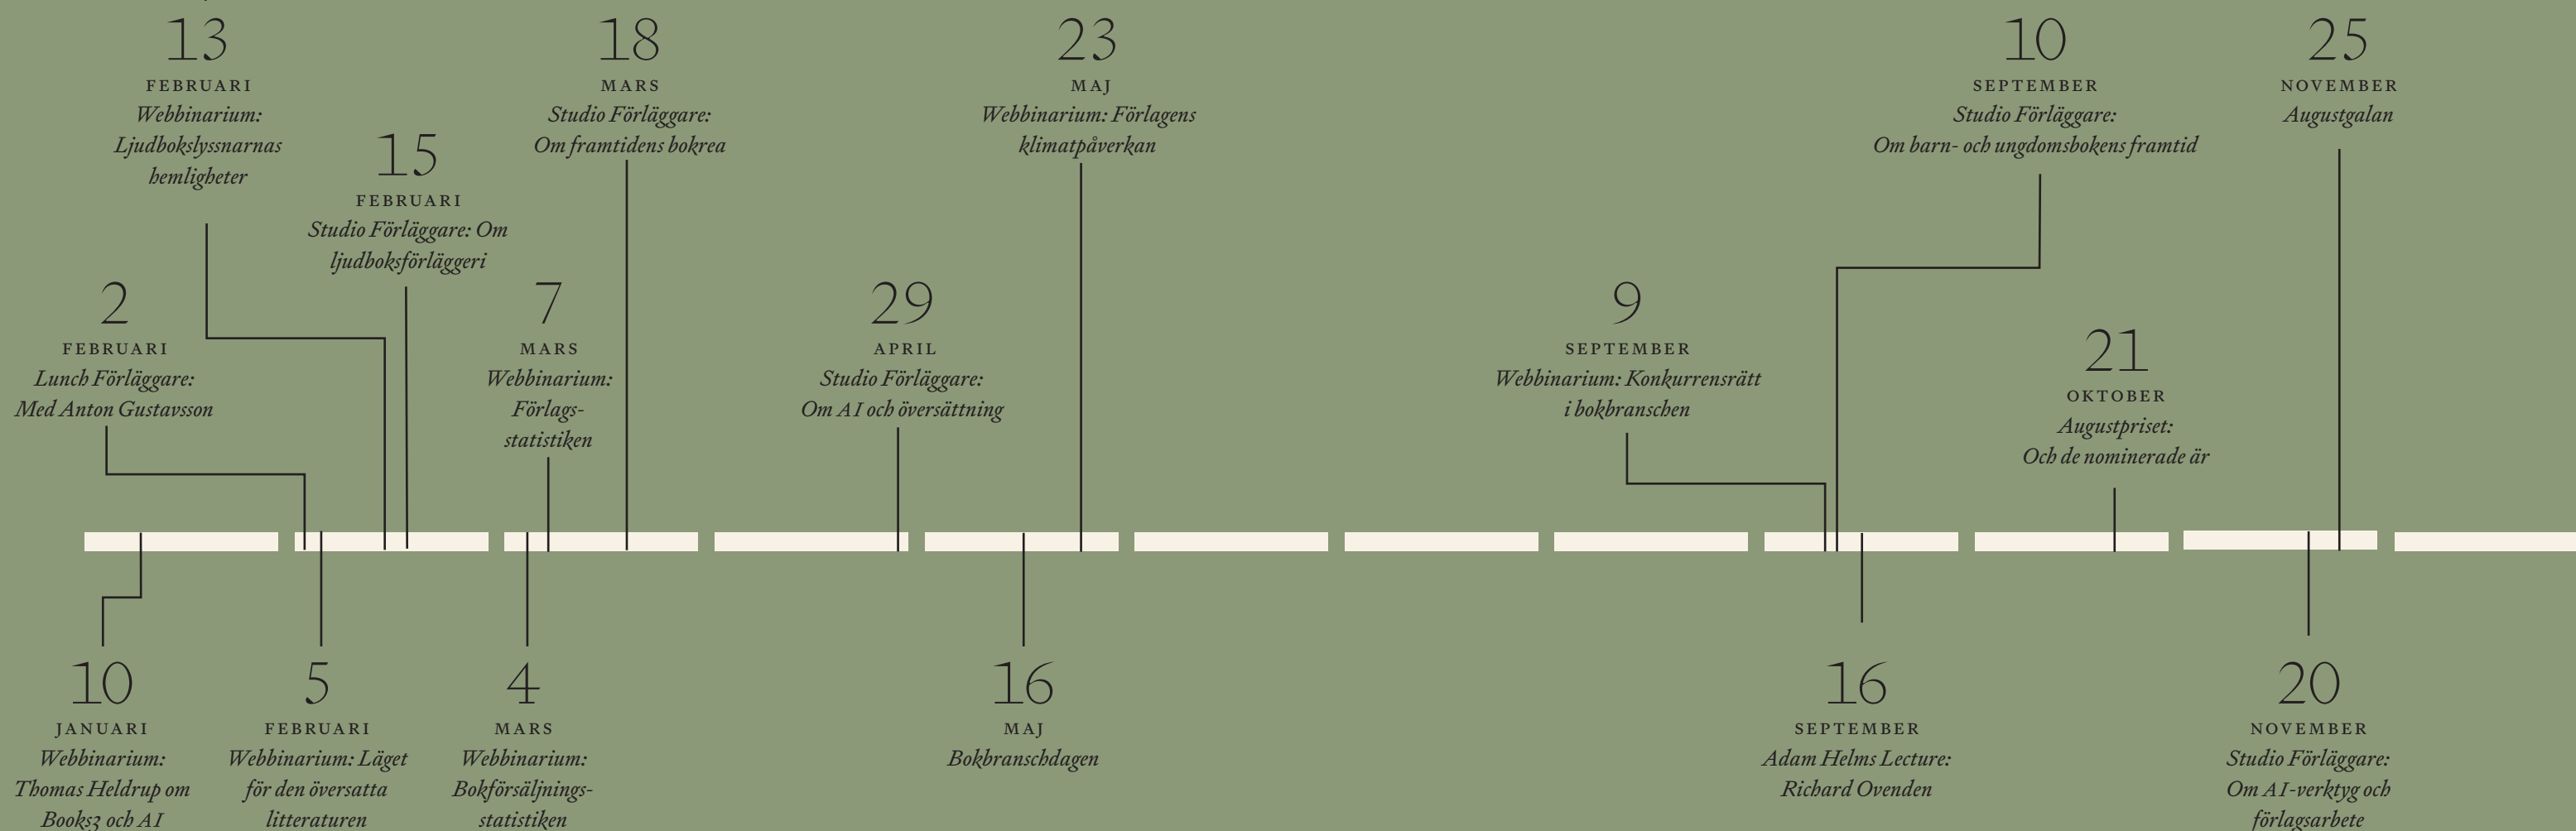 13
FEBRUARI
Webbinarium:
Ljudbokslyssnarnas
hemligheter
15
FEBRUARI
Studio Förläggare: Om
ljudboksförläggeri
18
MARS
Studio Förläggare:
Om framtidens bokrea
23
MAJ
Webbinarium: Förlagens
klimatpåverkan
10
SEPTEMBER
Studio Förläggare:
Om barn- och ungdomsbokens framtid
25
NOVEMBER
Augustgalan
2
FEBRUARI
Lunch Förläggare:
Med Anton Gustavsson
7
MARS
Webbinarium:
Förlags-
statistiken
29
APRIL
Studio Förläggare:
Om AI och översättning
9
SEPTEMBER
Webbinarium: Konkurrensrätt
i bokbranschen
21
OKTOBER
Augustpriset:
Och de nominerade är
10
JANUARI
Webbinarium:
Thomas Heldrup om
Books3 och AI
5
FEBRUARI
Webbinarium: Läget
för den översatta
litteraturen
4
MARS
Webbinarium:
Bokförsäljnings-
statistiken
16
MAJ
Bokbranschdagen
16
SEPTEMBER
Adam Helms Lecture:
Richard Ovenden
20
NOVEMBER
Studio Förläggare:
Om AI-verktyg och
förlagsarbete